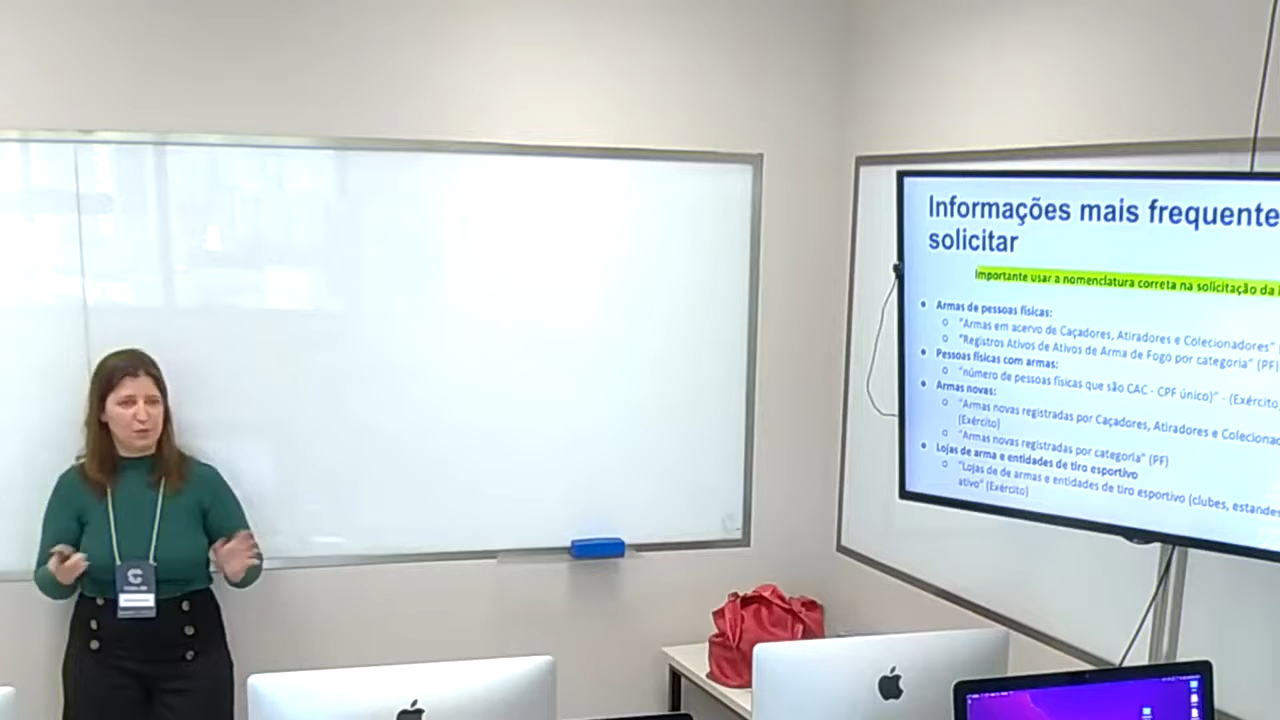 Informações mais frequente
solicitar
Importante usar a nomenclatura correta na solicitação da
Armas de pessoas físicas:
"Armas em acervo de Caçadores, Atiradores e Colecionadores"
"Registros Ativos de Ativos de Arma de Fogo por categoria" (PF)
Pessoas físicas com armas:
"número de pessoas físicas que são CAC - CPF único)" - (Exército
Armas novas:
"Armas novas registradas por Caçadores, Atiradores e Colecionad
(Exército)
"Armas novas registradas por categoria" (PF)
Lojas de arma e entidades de tiro esportivo
"Lojas de de armas e entidades de tiro esportivo (clubes, estandes
ativo" (Exército)